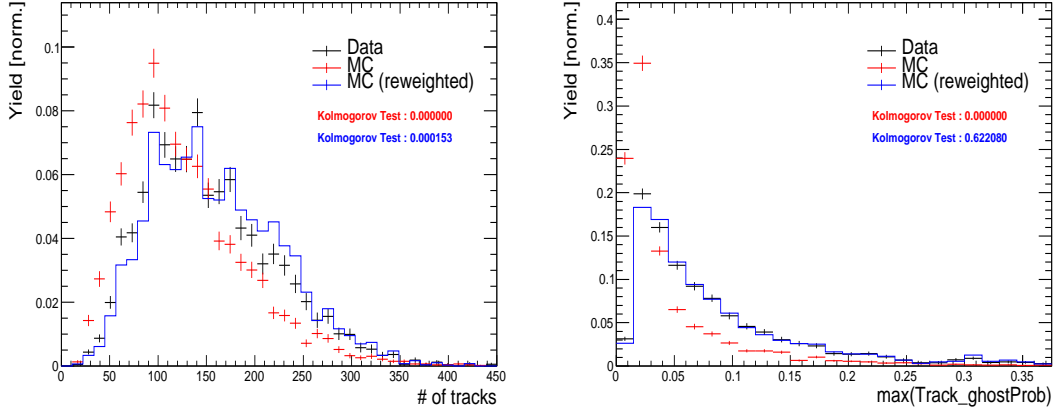 Yield [norm.]
0.1
0.08
0.06
0.04
0.02
0
Data
MC
MC (reweighted)
Kolmogorov Test : 0.000000
Kolmogorov Test : 0.000153
0 50 100 150 200 250 300 350 400 450
# of tracks
Yield [norm.]
0.4
0.35
0.3
0.25
0.2
0.15
0.1
0.05
0
Data
MC
MC (reweighted)
Kolmogorov Test : 0.000000
Kolmogorov Test : 0.622080
0 0.05 0.1 0.15 0.2 0.25 0.3 0.35
max(Track_ghostProb)